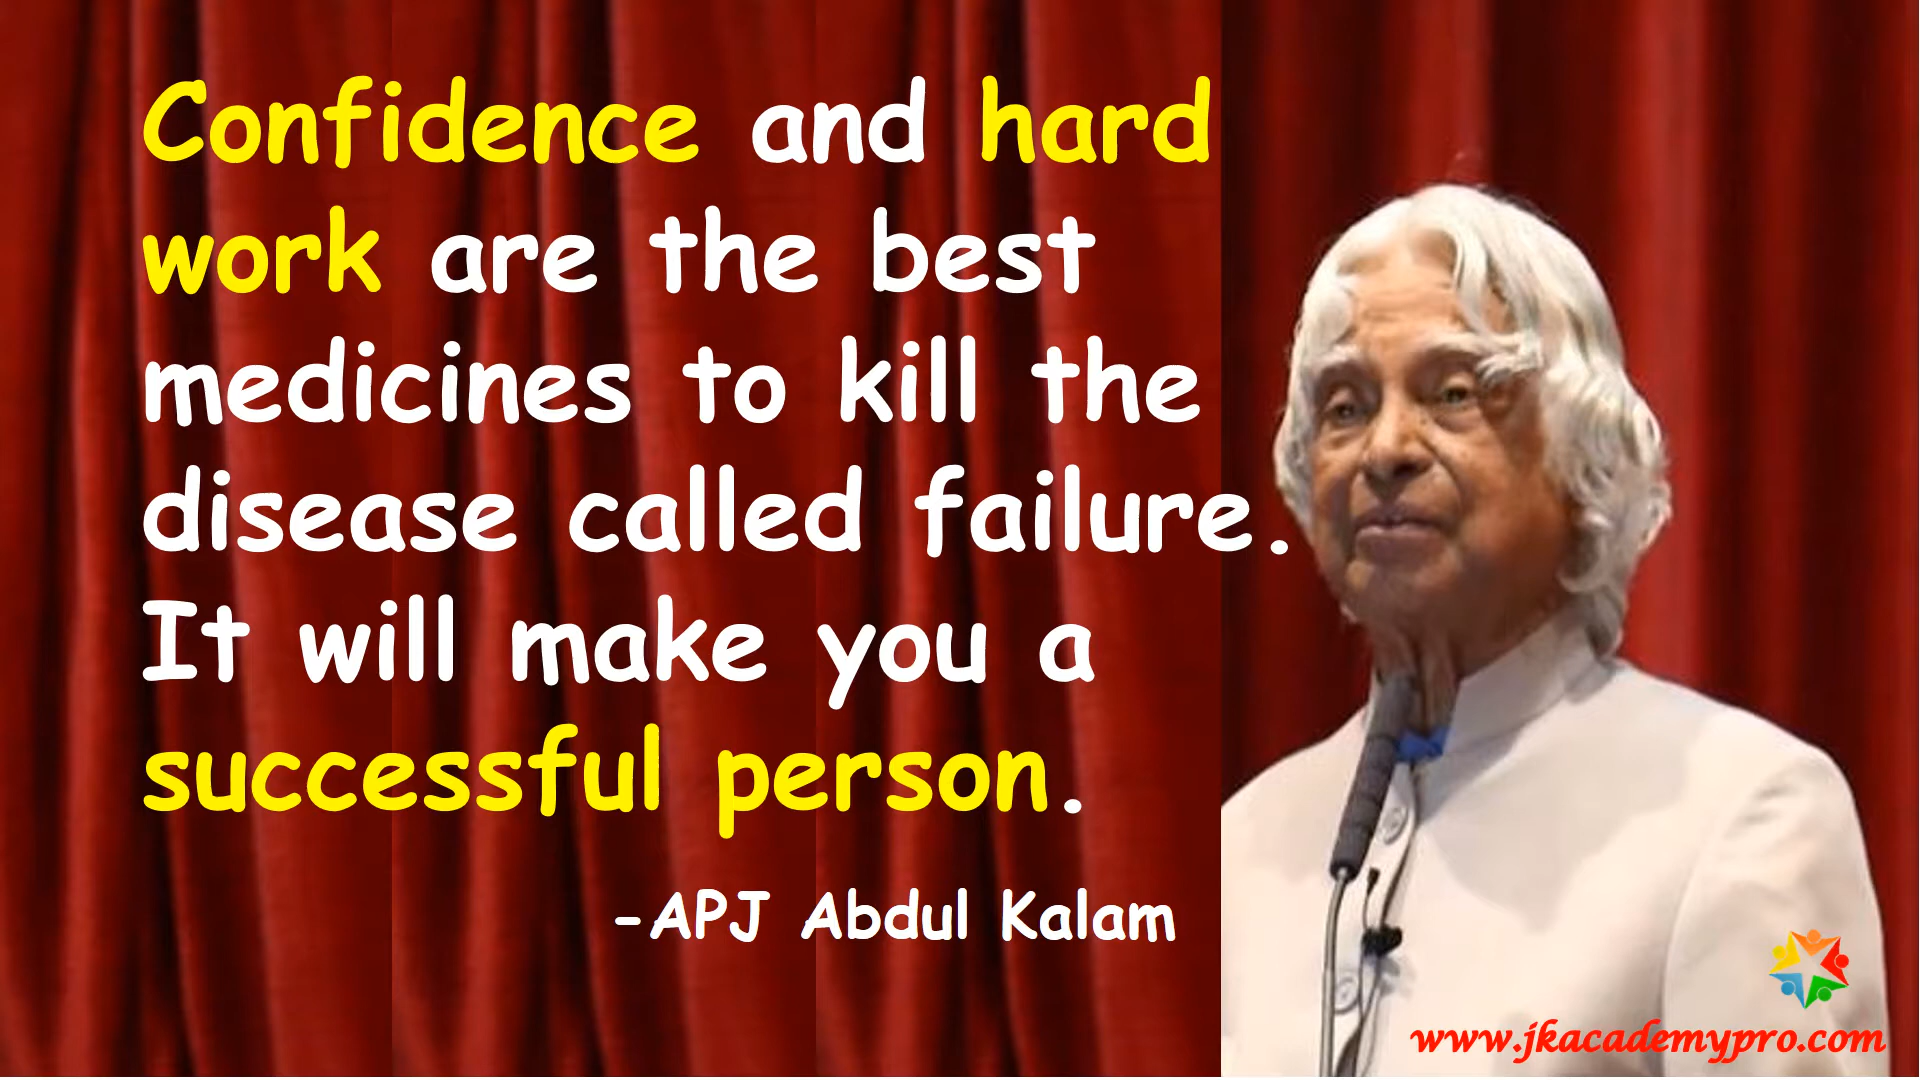 Confidence and hard
work are the best
medicines to kill the
disease called failure.
It will make you a
successful person.
-APJ Abdul Kalam
www.jkacademypro.com